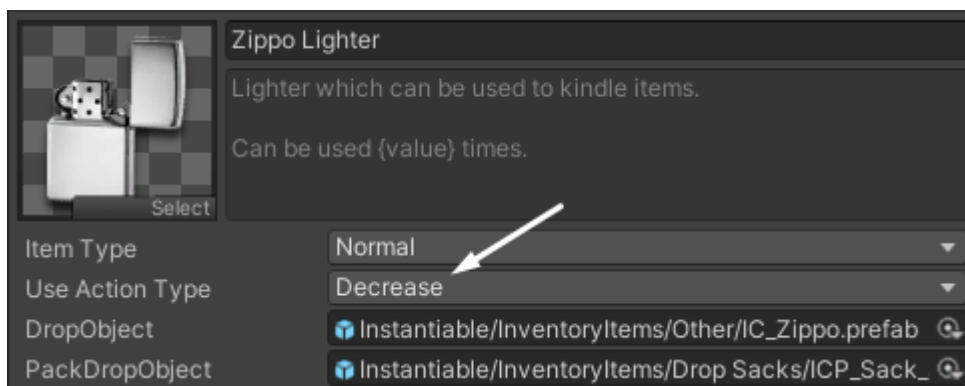 Zippo Lighter
Lighter which can be used to kindle items.
Can be used {value} times.
Select
Item Type Normal
Use Action Type Decrease
DropObject Instantiable/InventoryItems/Other/IC_Zippo.prefab
PackDropObject Instantiable/InventoryItems/Drop Sacks/ICP_Sack_